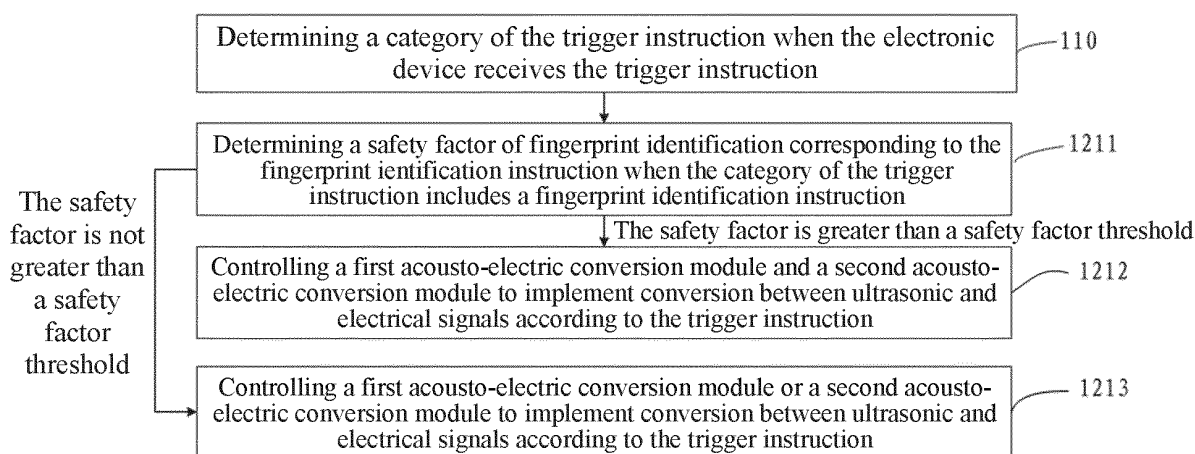 Determining a category of the trigger instruction when the electronic
device receives the trigger instruction
110
Determining a safety factor of fingerprint identification corresponding to the
fingerprint ientification instruction when the category of the trigger
instruction includes a fingerprint identification instruction
1211
The safety
factor is not
greater than
a safety
factor
threshold
The safety factor is greater than a safety factor threshold
Controlling a first acousto-electric conversion module and a second acousto-
electric conversion module to implement conversion between ultrasonic and
electrical signals according to the trigger instruction
1212
Controlling a first acousto-electric conversion module or a second acousto-
electric conversion module to implement conversion between ultrasonic and
electrical signals according to the trigger instruction
1213